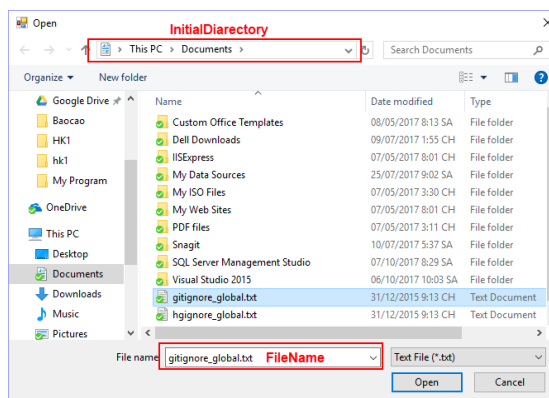 Open
InitialDiarectory
This PC > Documents >
Search Documents
Organize
New folder
Google Drive
Baocao
HK1
hk1
My Program
OneDrive
This PC
Desktop
Documents
Downloads
Music
Pictures
Name Date modified Type
Custom Office Templates 08/05/2017 8:13 SA File folder
Dell Downloads 09/07/2017 1:55 CH File folder
IISExpress 07/05/2017 8:01 CH File folder
My Data Sources 25/07/2017 9:02 SA File folder
My ISO Files 07/05/2017 3:30 CH File folder
My Web Sites 07/05/2017 8:01 CH File folder
PDF files 07/05/2017 3:11 CH File folder
Snagit 10/07/2017 5:37 SA File folder
SQL Server Management Studio 07/10/2017 8:29 SA File folder
Visual Studio 2015 06/10/2017 10:03 SA File folder
gitignore_global.txt 31/12/2015 9:13 CH Text Document
hgignore_global.txt 31/12/2015 9:13 CH Text Document
File name: gitignore_global.txt FileName Text File (*.txt)
Open Cancel